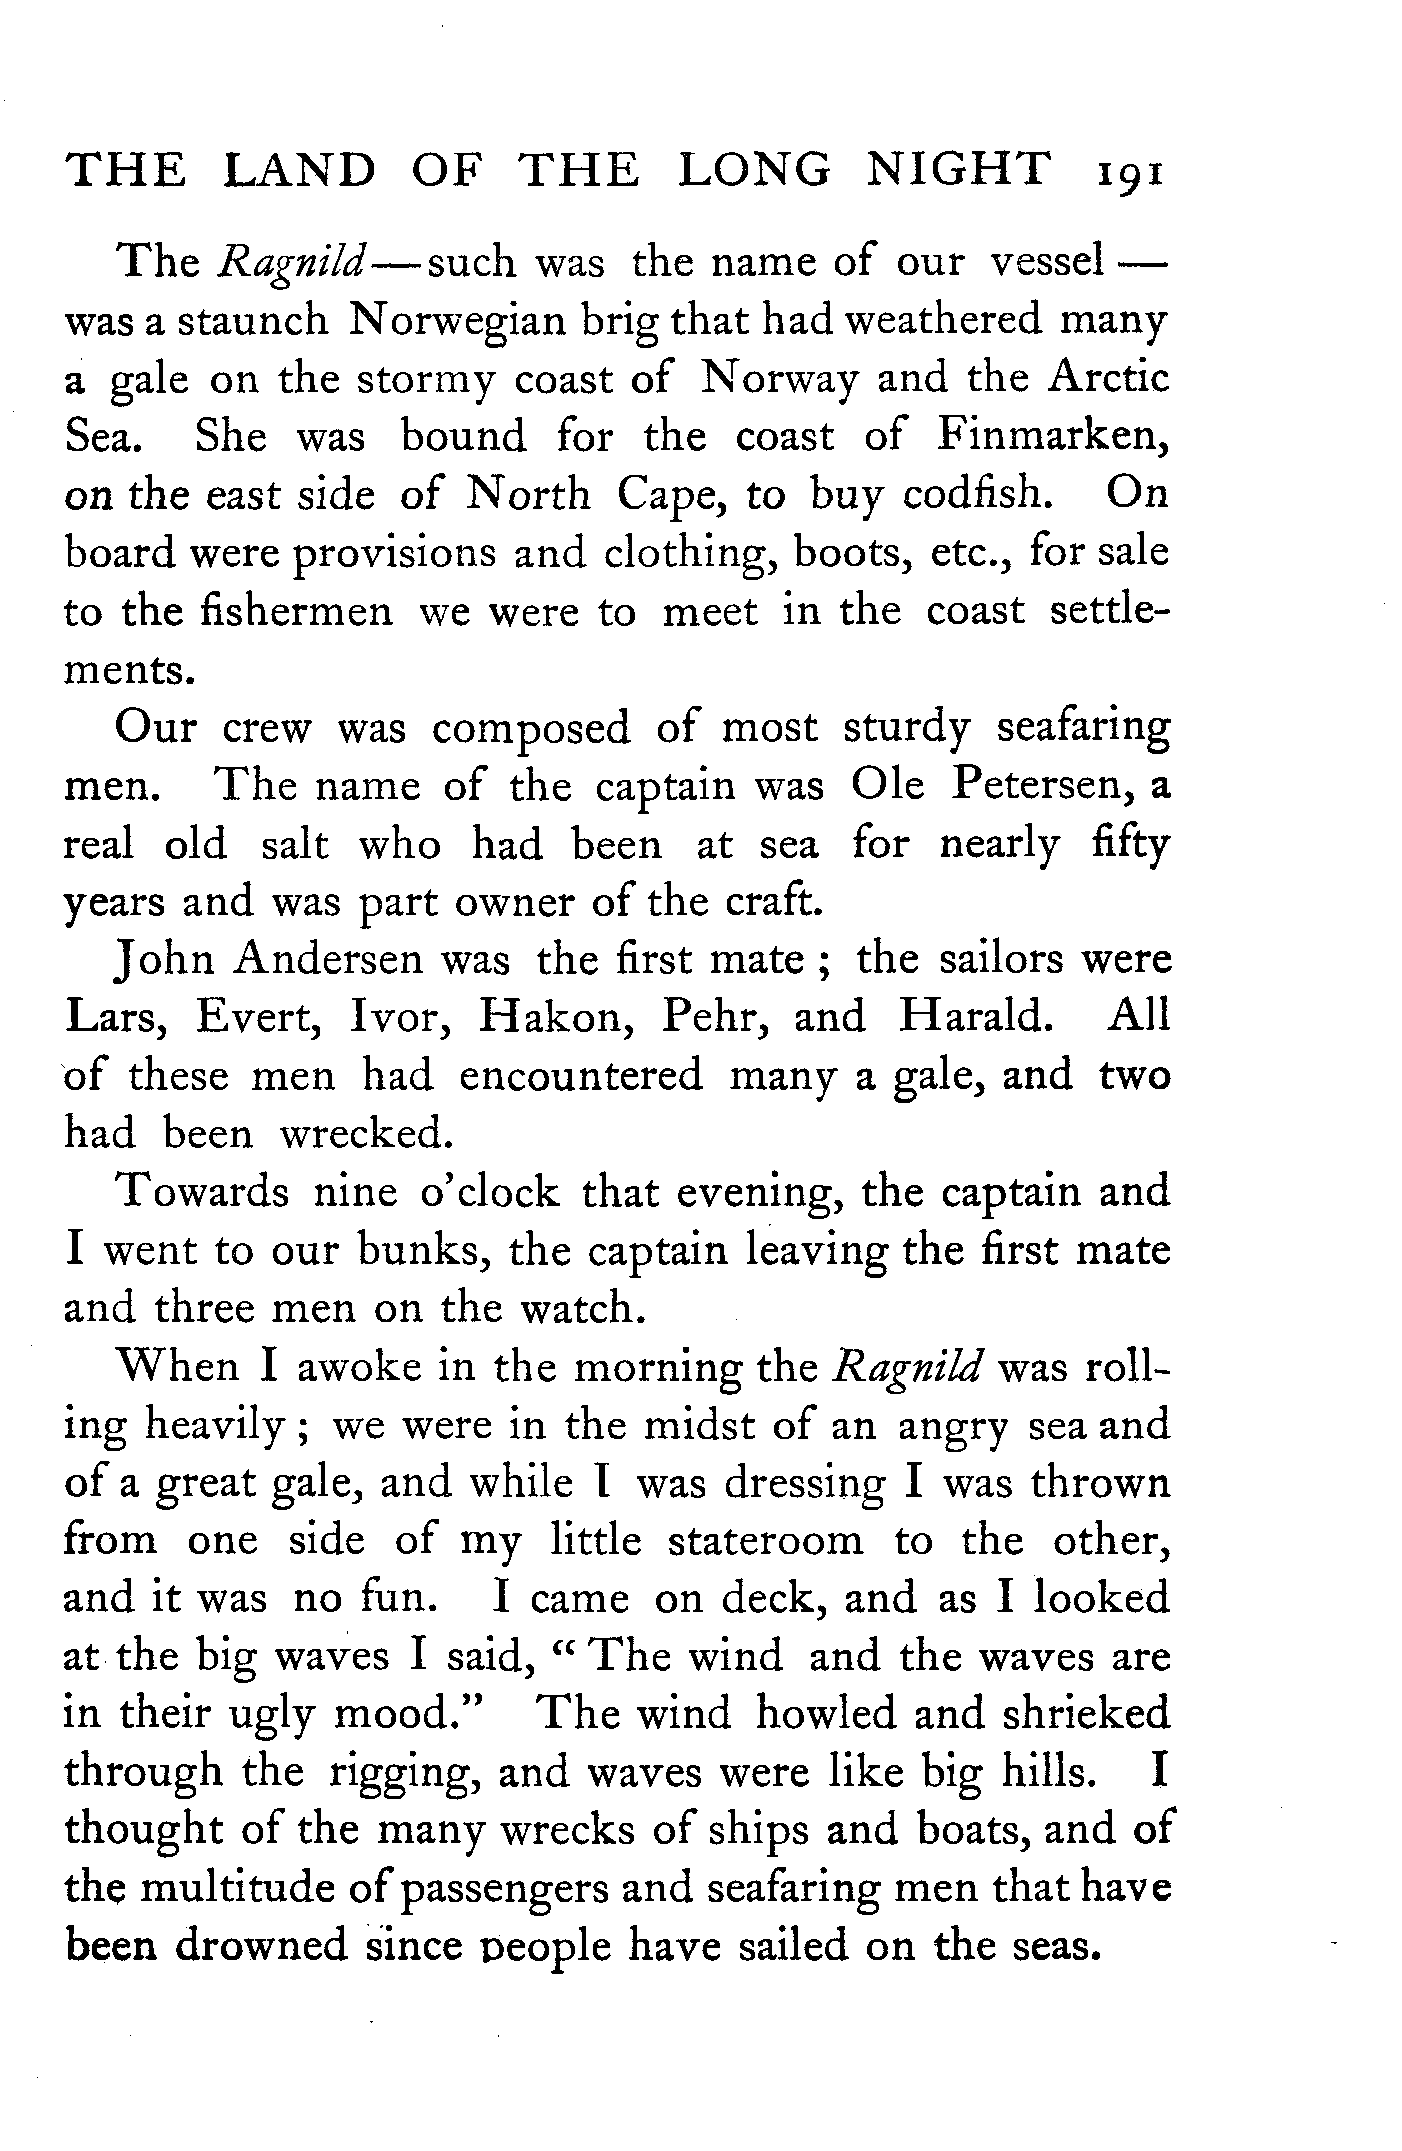 THE LAND OF THE LONG NIGHT 191
The Ragnild—such was the name of our vessel—
was a staunch Norwegian brig that had weathered many
a gale on the stormy coast of Norway and the Arctic
Sea. She was bound for the coast of Finmarken,
on the east side of North Cape, to buy codfish. On
board were provisions and clothing, boots, etc., for sale
to the fishermen we were to meet in the coast settle-
ments.
Our crew was composed of most sturdy seafaring
men. The name of the captain was Ole Petersen, a
real old salt who had been at sea for nearly fifty
years and was part owner of the craft.
John Andersen was the first mate; the sailors were
Lars, Evert, Ivor, Hakon, Pehr, and Harald. All
of these men had encountered many a gale, and two
had been wrecked.
Towards nine o'clock that evening, the captain and
I went to our bunks, the captain leaving the first mate
and three men on the watch.
When I awoke in the morning the Ragnild was roll-
ing heavily; we were in the midst of an angry sea and
of a great gale, and while I was dressing I was thrown
from one side of my little stateroom to the other,
and it was no fun. I came on deck, and as I looked
at the big waves I said, "The wind and the waves are
in their ugly mood." The wind howled and shrieked
through the rigging, and waves were like big hills. I
thought of the many wrecks of ships and boats, and of
the multitude of passengers and seafaring men that have
been drowned since people have sailed on the seas.